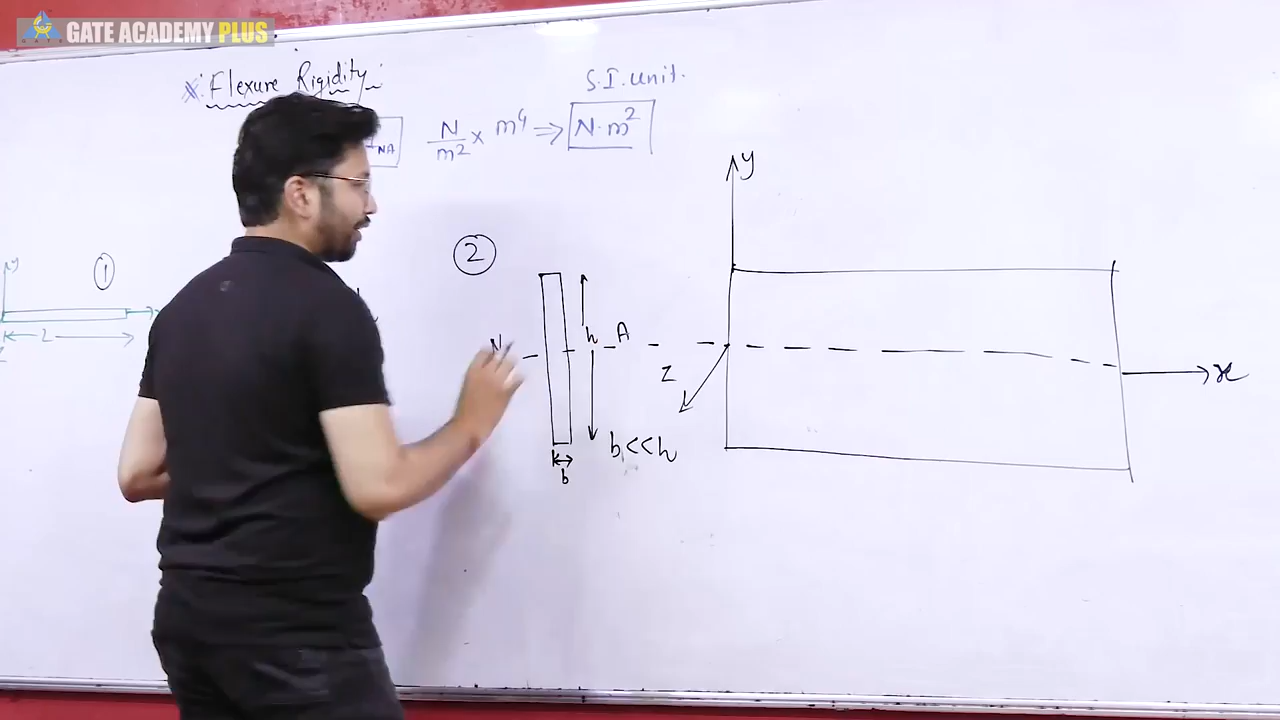 GATE ACADEMY PLUS
Flexure Rigidity
S.I. unit.
NA
N/m² × m⁴ ⇒ N·m²
y
①
L
②
N
h
A
b
b<<h
y
z
x